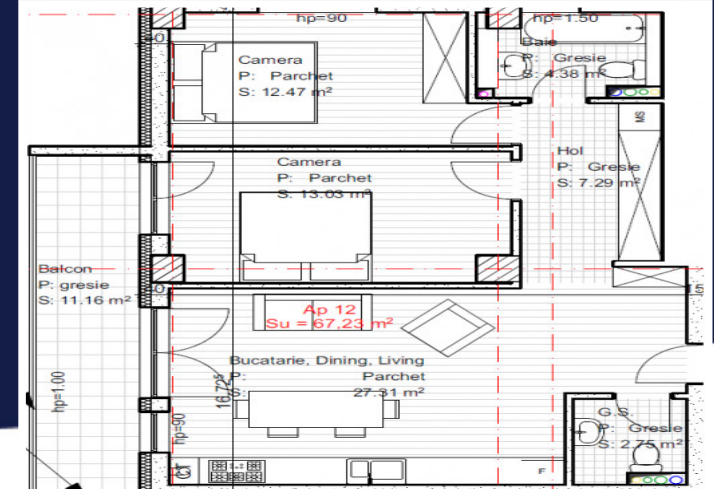 hp=90
hp=1.50
Camera
P: Parchet
S: 12.47 m²
Baie
P: Gresie
S: 4.38 m²
MS
Hol
P: Gresie
S: 7.29 m²
Camera
P: Parchet
S: 13.03 m²
Balcon
P: gresie
S: 11.16 m²
hp=1.00
Ap 12
Su = 67,23 m²
Bucatarie, Dining, Living
P: Parchet
S: 27.31 m²
hp=90
G.S.
P: Gresie
S: 2.75 m²
CT
F